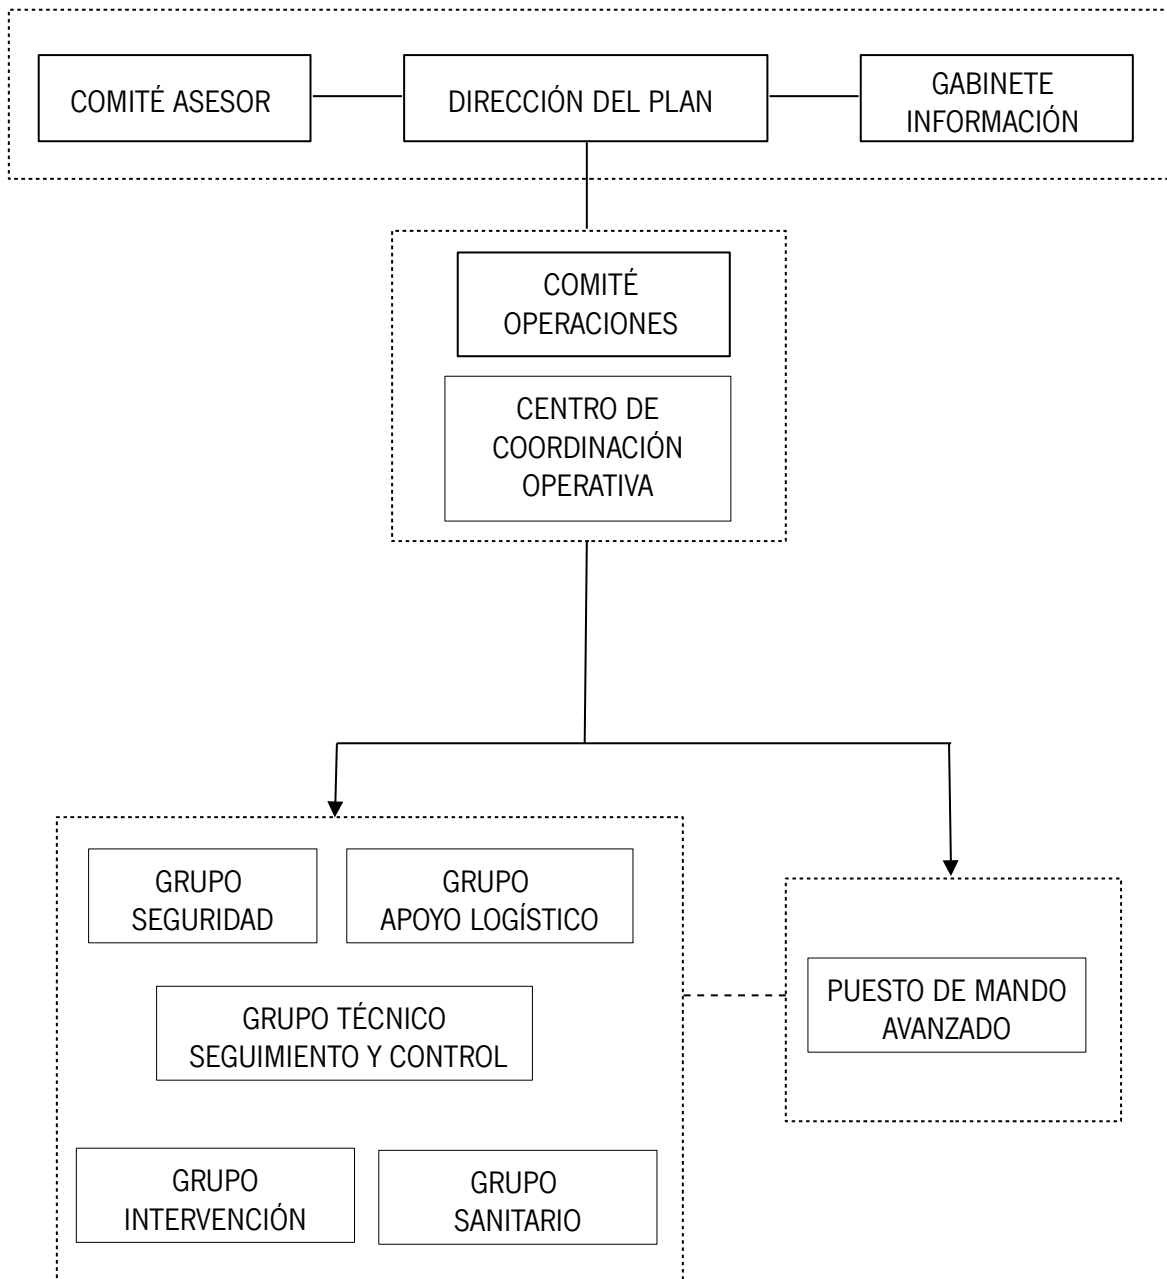 COMITÉ ASESOR
DIRECCIÓN DEL PLAN
GABINETE
INFORMACIÓN
COMITÉ
OPERACIONES
CENTRO DE
COORDINACIÓN
OPERATIVA
GRUPO
SEGURIDAD
GRUPO
APOYO LOGÍSTICO
GRUPO TÉCNICO
SEGUIMIENTO Y CONTROL
PUESTO DE MANDO
AVANZADO
GRUPO
INTERVENCIÓN
GRUPO
SANITARIO